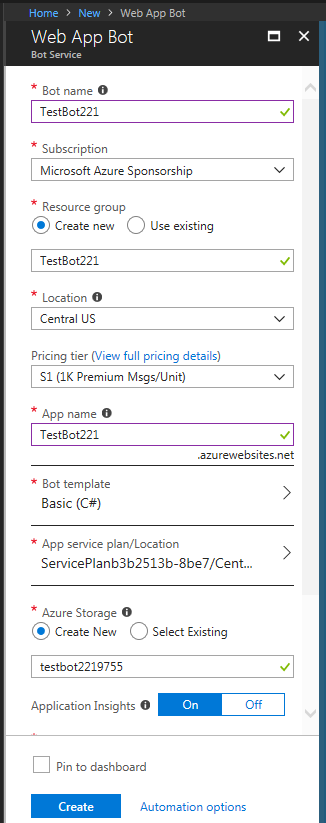 Home > New > Web App Bot
Web App Bot
Bot Service
* Bot name
TestBot221
* Subscription
Microsoft Azure Sponsorship
* Resource group
Create new Use existing
TestBot221
* Location
Central US
Pricing tier (View full pricing details)
S1 (1K Premium Msgs/Unit)
* App name
TestBot221
.azurewebsites.net
* Bot template
Basic (C#)
* App service plan/Location
ServicePlanb3b2513b-8be7/Cent...
* Azure Storage
Create New Select Existing
testbot2219755
Application Insights On Off
Pin to dashboard
Create Automation options